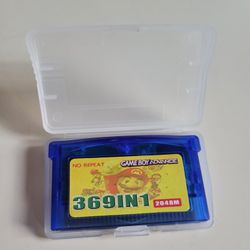 NO REPEAT
GAME BOY ADVANCE
369IN1
2048M